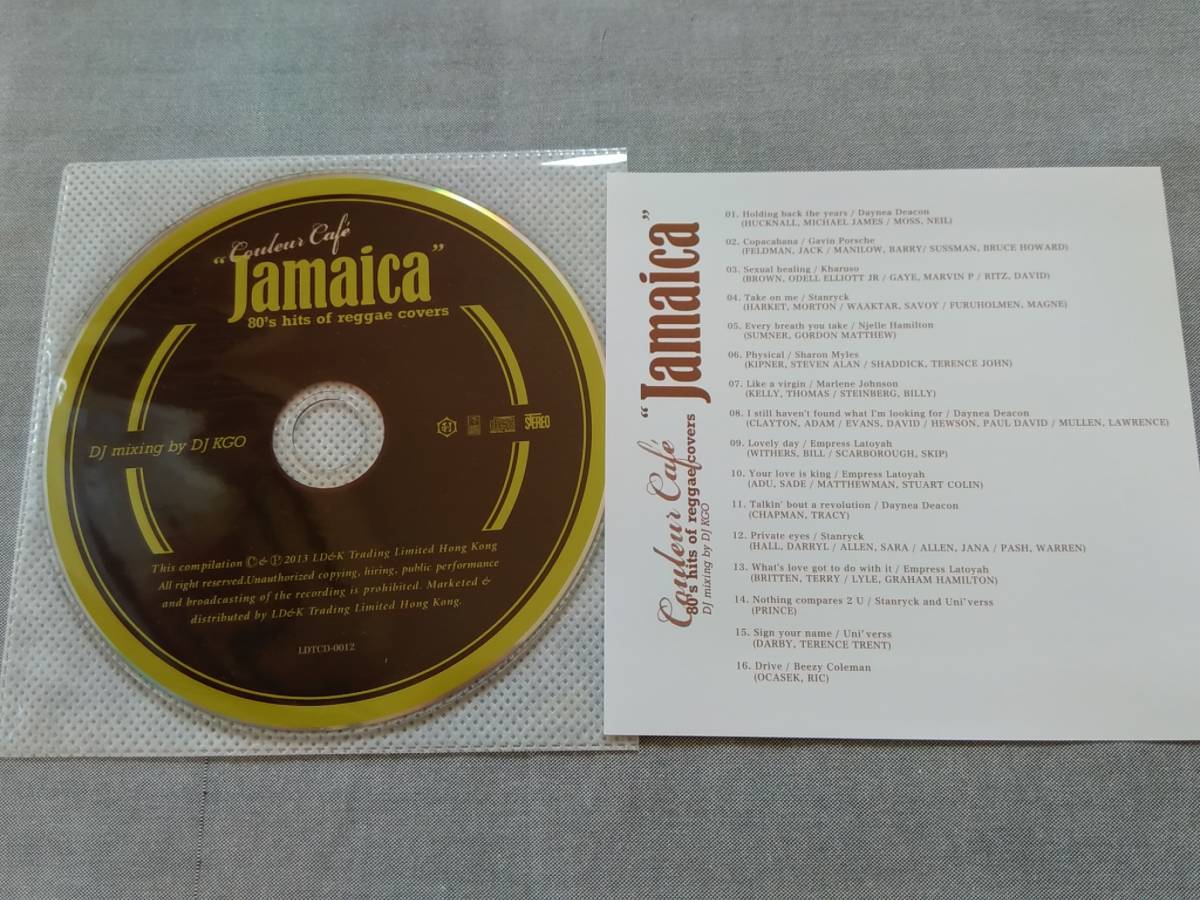 Couleur Café
"Jamaica"
80's hits of reggae covers
DJ mixing by DJ KGO
STEREO
This compilation Ⓒ & Ⓟ 2013 LD&K Trading Limited Hong Kong
All right reserved.Unauthorized copying, hiring, public performance
and broadcasting of the recording is prohibited. Marketed &
distributed by LD&K Trading Limited Hong Kong.
LDTCD-0012
Couleur Café
"Jamaica"
80's hits of reggae covers
DJ mixing by DJ KGO
01. Holding back the years / Daynea Deacon
(HUCKNALL, MICHAEL JAMES / MOSS, NEIL)
02. Copacabana / Gavin Porsche
(FELDMAN, JACK / MANILOW, BARRY/ SUSSMAN, BRUCE HOWARD)
03. Sexual healing / Kharuso
(BROWN, ODELL ELLIOTT JR / GAYE, MARVIN P / RITZ, DAVID)
04. Take on me / Stanryck
(HARKET, MORTON / WAAKTAR, SAVOY / FURUHOLMEN, MAGNE)
05. Every breath you take / Njelle Hamilton
(SUMNER, GORDON MATTHEW)
06. Physical / Sharon Myles
(KIPNER, STEVEN ALAN / SHADDICK, TERENCE JOHN)
07. Like a virgin / Marlene Johnson
(KELLY, THOMAS / STEINBERG, BILLY)
08. I still haven't found what I'm looking for / Daynea Deacon
(CLAYTON, ADAM / EVANS, DAVID / HEWSON, PAUL DAVID / MULLEN, LAWRENCE)
09. Lovely day / Empress Latoyah
(WITHERS, BILL / SCARBOROUGH, SKIP)
10. Your love is king / Empress Latoyah
(ADU, SADE / MATTHEWMAN, STUART COLIN)
11. Talkin' bout a revolution / Daynea Deacon
(CHAPMAN, TRACY)
12. Private eyes / Stanryck
(HALL, DARRYL / ALLEN, SARA / ALLEN, JANA / PASH, WARREN)
13. What's love got to do with it / Empress Latoyah
(BRITTEN, TERRY / LYLE, GRAHAM HAMILTON)
14. Nothing compares 2 U / Stanryck and Uni' verss
(PRINCE)
15. Sign your name / Uni' verss
(DARBY, TERENCE TRENT)
16. Drive / Beezy Coleman
(OCASEK, RIC)